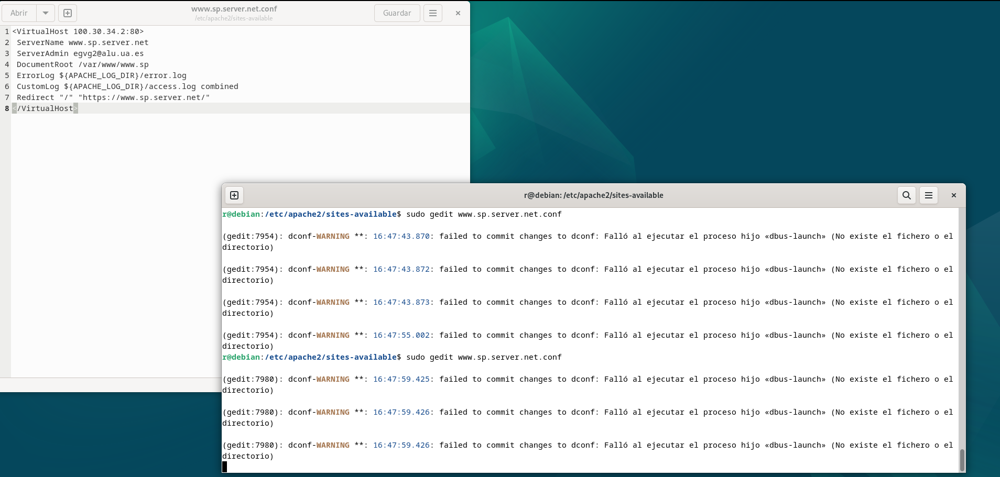 Abrir
www.sp.server.net.conf
/etc/apache2/sites-available
Guardar
1 <VirtualHost 100.30.34.2:80>
2 ServerName www.sp.server.net
3 ServerAdmin egvg2@alu.ua.es
4 DocumentRoot /var/www/www.sp
5 ErrorLog ${APACHE_LOG_DIR}/error.log
6 CustomLog ${APACHE_LOG_DIR}/access.log combined
7 Redirect "/" "https://www.sp.server.net/"
8 </VirtualHost>
r@debian: /etc/apache2/sites-available
r@debian:/etc/apache2/sites-available$ sudo gedit www.sp.server.net.conf
(gedit:7954): dconf-WARNING **: 16:47:43.870: failed to commit changes to dconf: Falló al ejecutar el proceso hijo «dbus-launch» (No existe el fichero o el
directorio)
(gedit:7954): dconf-WARNING **: 16:47:43.872: failed to commit changes to dconf: Falló al ejecutar el proceso hijo «dbus-launch» (No existe el fichero o el
directorio)
(gedit:7954): dconf-WARNING **: 16:47:43.873: failed to commit changes to dconf: Falló al ejecutar el proceso hijo «dbus-launch» (No existe el fichero o el
directorio)
(gedit:7954): dconf-WARNING **: 16:47:55.002: failed to commit changes to dconf: Falló al ejecutar el proceso hijo «dbus-launch» (No existe el fichero o el
directorio)
r@debian:/etc/apache2/sites-available$ sudo gedit www.sp.server.net.conf
(gedit:7980): dconf-WARNING **: 16:47:59.425: failed to commit changes to dconf: Falló al ejecutar el proceso hijo «dbus-launch» (No existe el fichero o el
directorio)
(gedit:7980): dconf-WARNING **: 16:47:59.426: failed to commit changes to dconf: Falló al ejecutar el proceso hijo «dbus-launch» (No existe el fichero o el
directorio)
(gedit:7980): dconf-WARNING **: 16:47:59.426: failed to commit changes to dconf: Falló al ejecutar el proceso hijo «dbus-launch» (No existe el fichero o el
directorio)